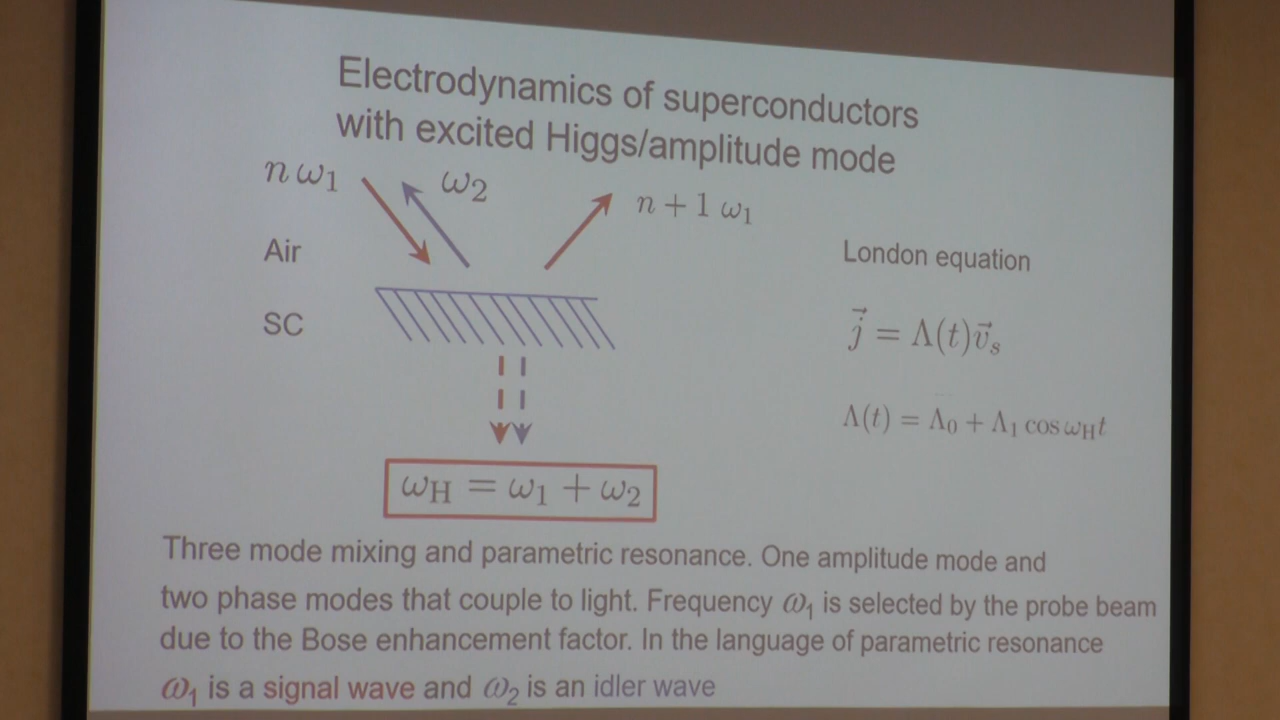 Electrodynamics of superconductors
with excited Higgs/amplitude mode
n ω₁
ω₂
n + 1 ω₁
Air
London equation
SC
j⃗ = Λ(t)v⃗ₛ
Λ(t) = Λ₀ + Λ₁ cos ω_H t
ω_H = ω₁ + ω₂
Three mode mixing and parametric resonance. One amplitude mode and
two phase modes that couple to light. Frequency ω₁ is selected by the probe beam
due to the Bose enhancement factor. In the language of parametric resonance
ω₁ is a signal wave and ω₂ is an idler wave